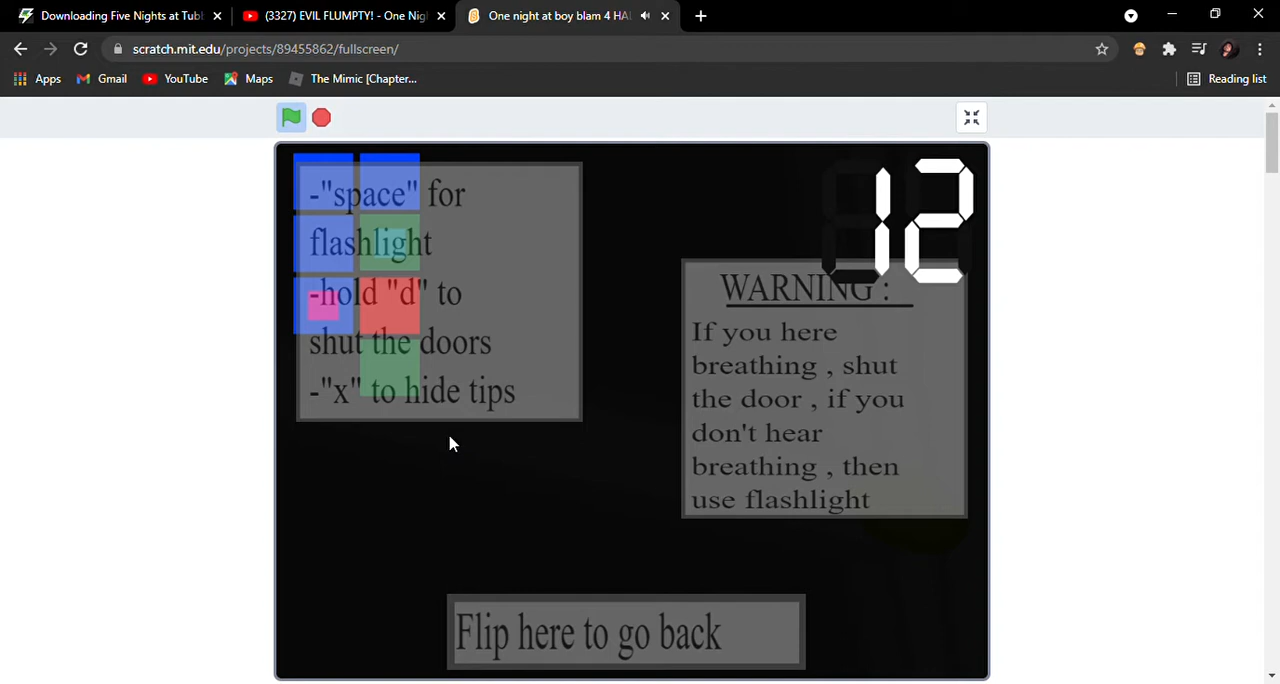 Downloading Five Nights at Tubb
(3327) EVIL FLUMPTY! - One Nig
One night at boy blam 4 HAL
scratch.mit.edu/projects/89455862/fullscreen/
Apps
Gmail
YouTube
Maps
The Mimic [Chapter...
Reading list
-"space" for
flashlight
-hold "d" to
shut the doors
-"x" to hide tips
12
WARNING :
If you here
breathing , shut
the door , if you
don't hear
breathing , then
use flashlight
Flip here to go back